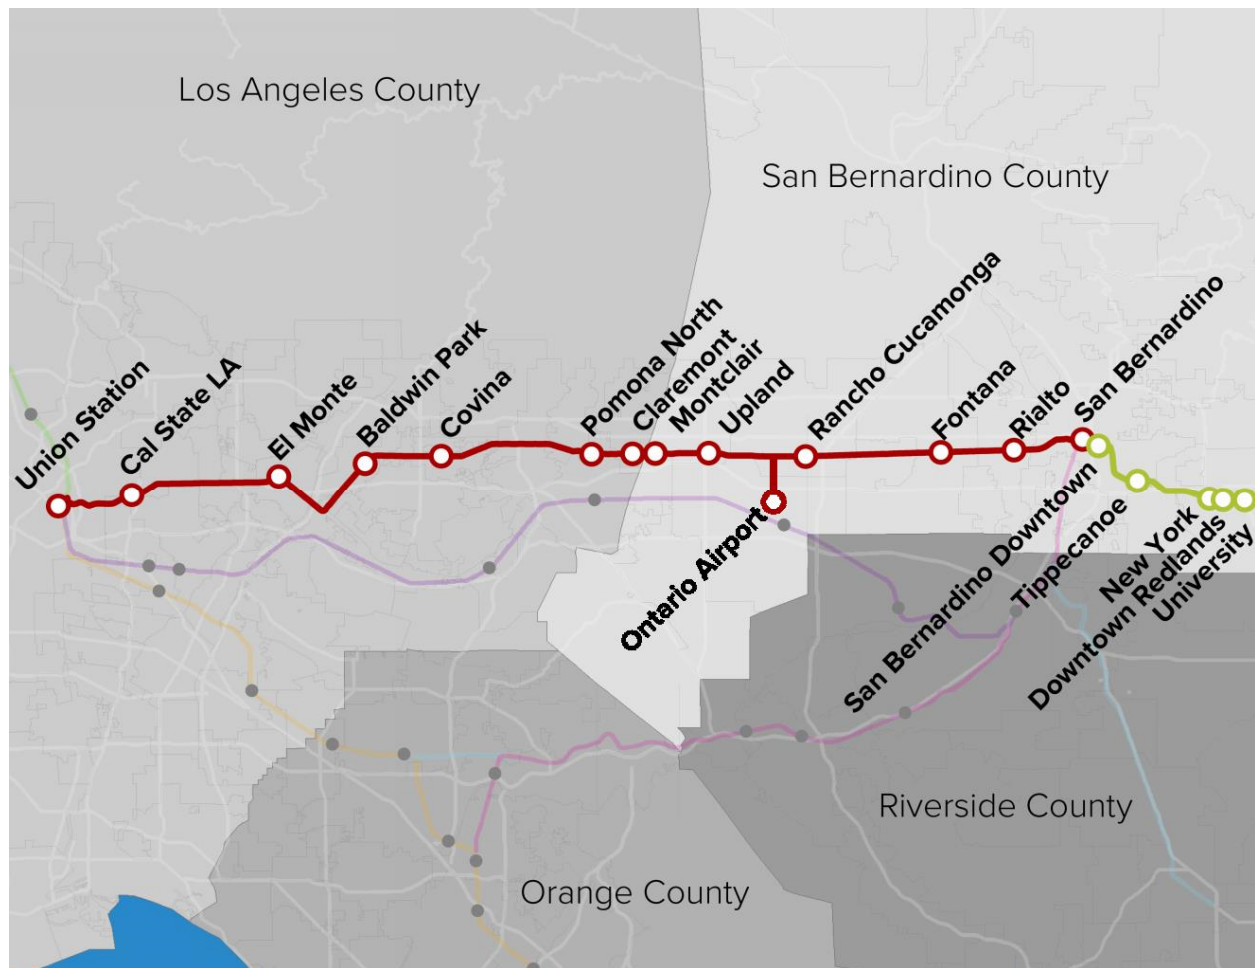 Los Angeles County
San Bernardino County
Union Station
Cal State LA
El Monte
Baldwin Park
Covina
Pomona North
Claremont
Montclair
Upland
Rancho Cucamonga
Fontana
Rialto
San Bernardino
Ontario Airport
San Bernardino Downtown
Tippecanoe
New York
Downtown Redlands
University
Riverside County
Orange County